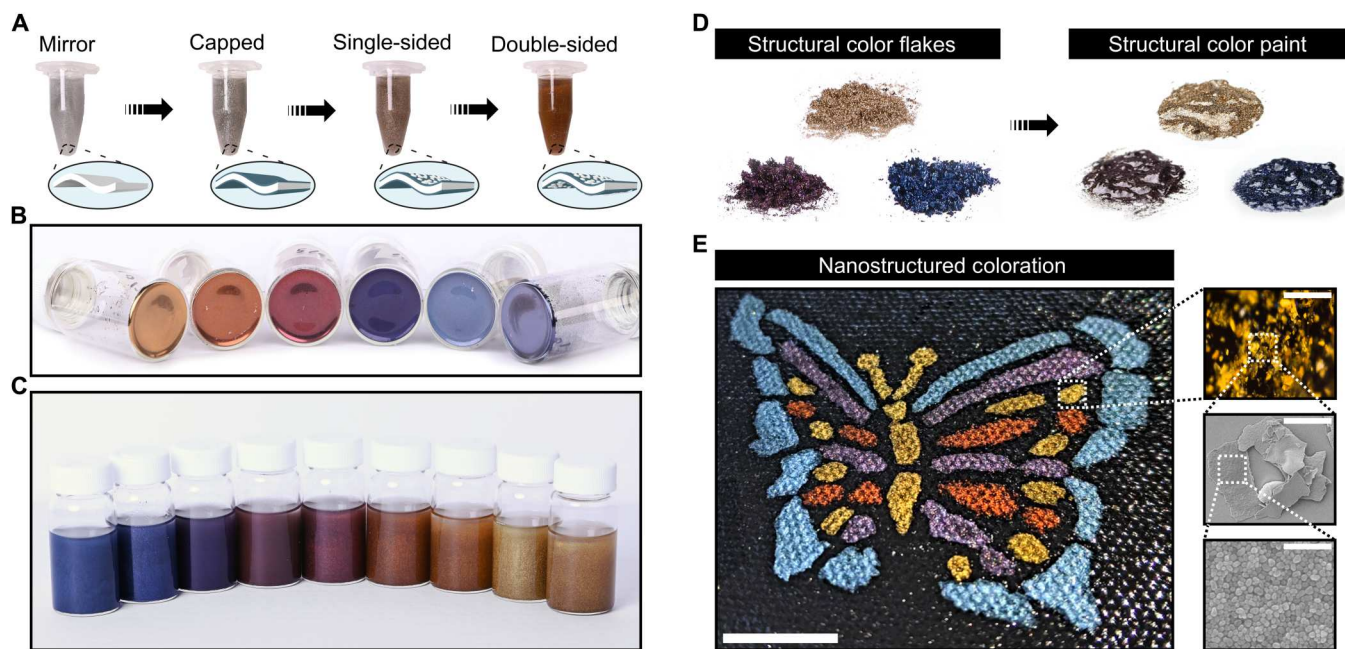 A
Mirror
Capped
Single-sided
Double-sided
B
C
D
Structural color flakes
Structural color paint
E
Nanostructured coloration